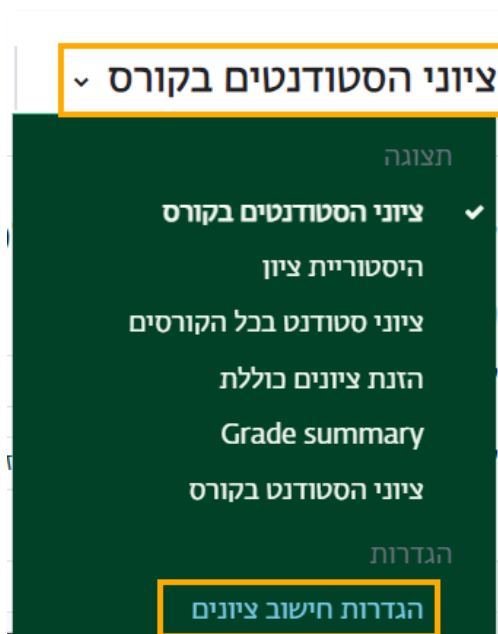 ציוני הסטודנטים בקורס
תצוגה
ציוני הסטודנטים בקורס
היסטוריית ציון
ציוני סטודנט בכל הקורסים
הזנת ציונים כוללת
Grade summary
ציוני הסטודנט בקורס
הגדרות
הגדרות חישוב ציונים